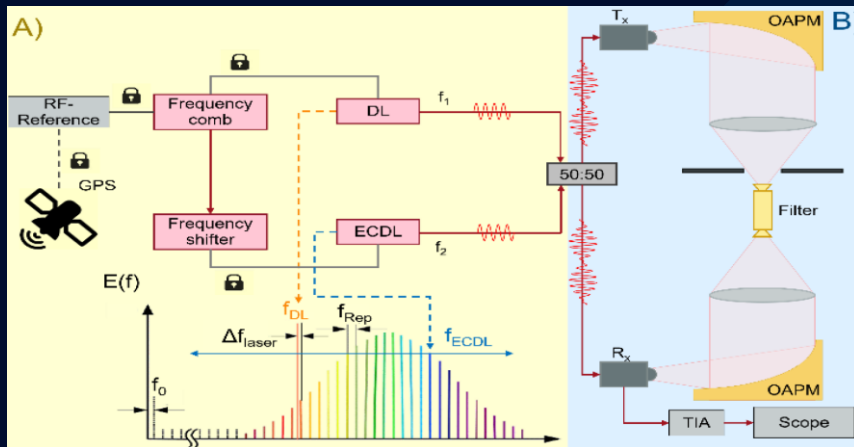 A)
B
RF-
Reference
GPS
Frequency
comb
Frequency
shifter
DL
ECDL
f1
f2
50:50
Tx
OAPM
Filter
Rx
OAPM
TIA
Scope
E(f)
f0
Δflaser
fDL
fRep
fECDL